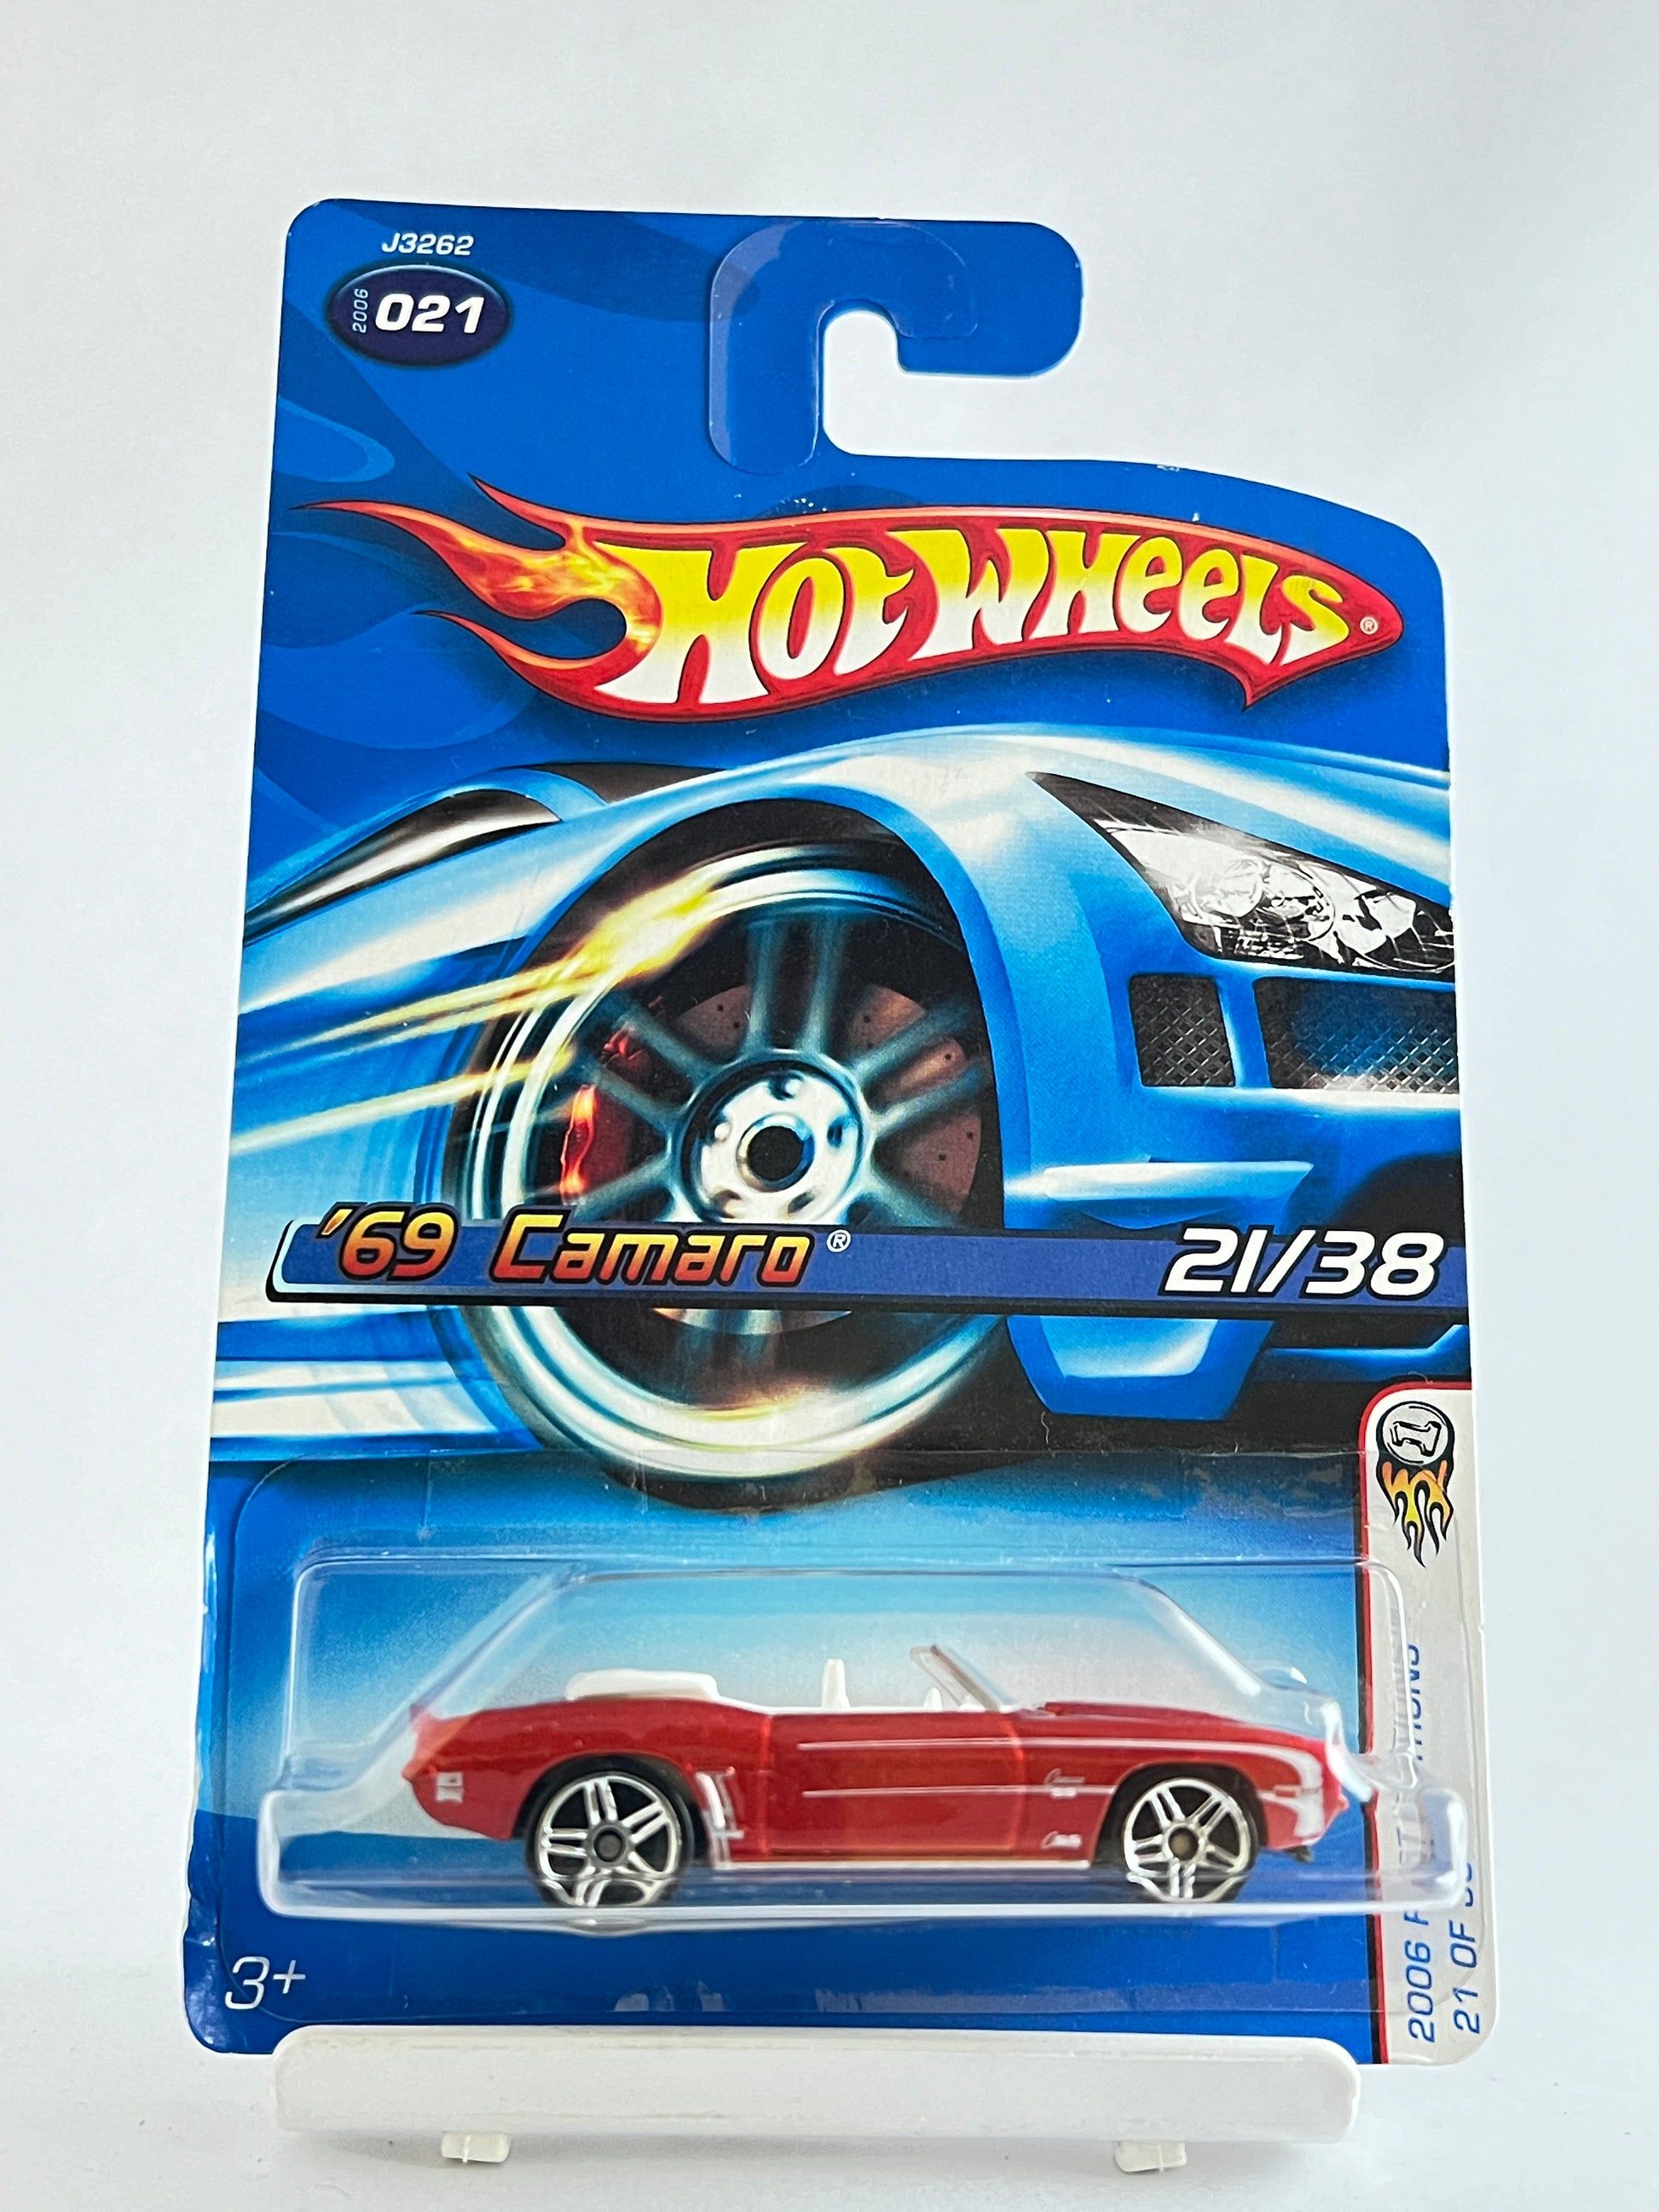 J3262
2006
021
HOT WHEELS®
'69 Camaro®
21/38
3+
2006
21 OF